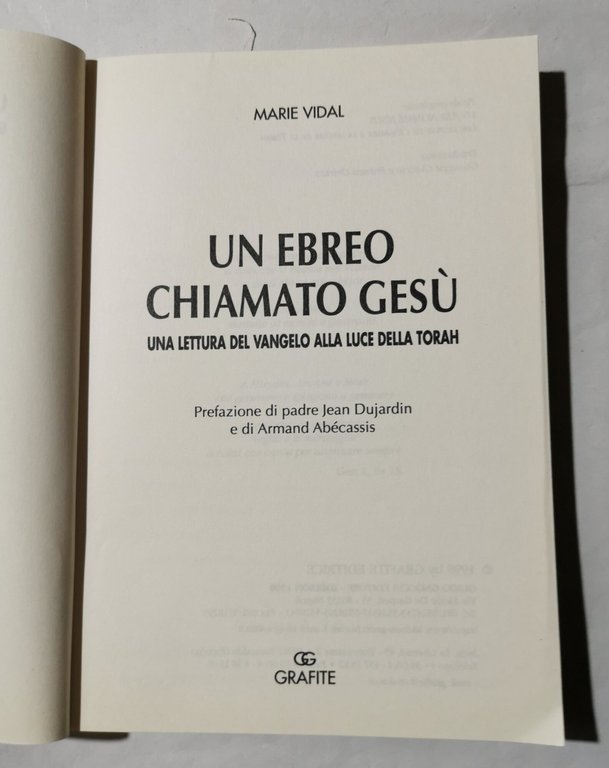 MARIE VIDAL
UN EBREO
CHIAMATO GESÙ
UNA LETTURA DEL VANGELO ALLA LUCE DELLA TORAH
Prefazione di padre Jean Dujardin
e di Armand Abécassis
GG
GRAFITE